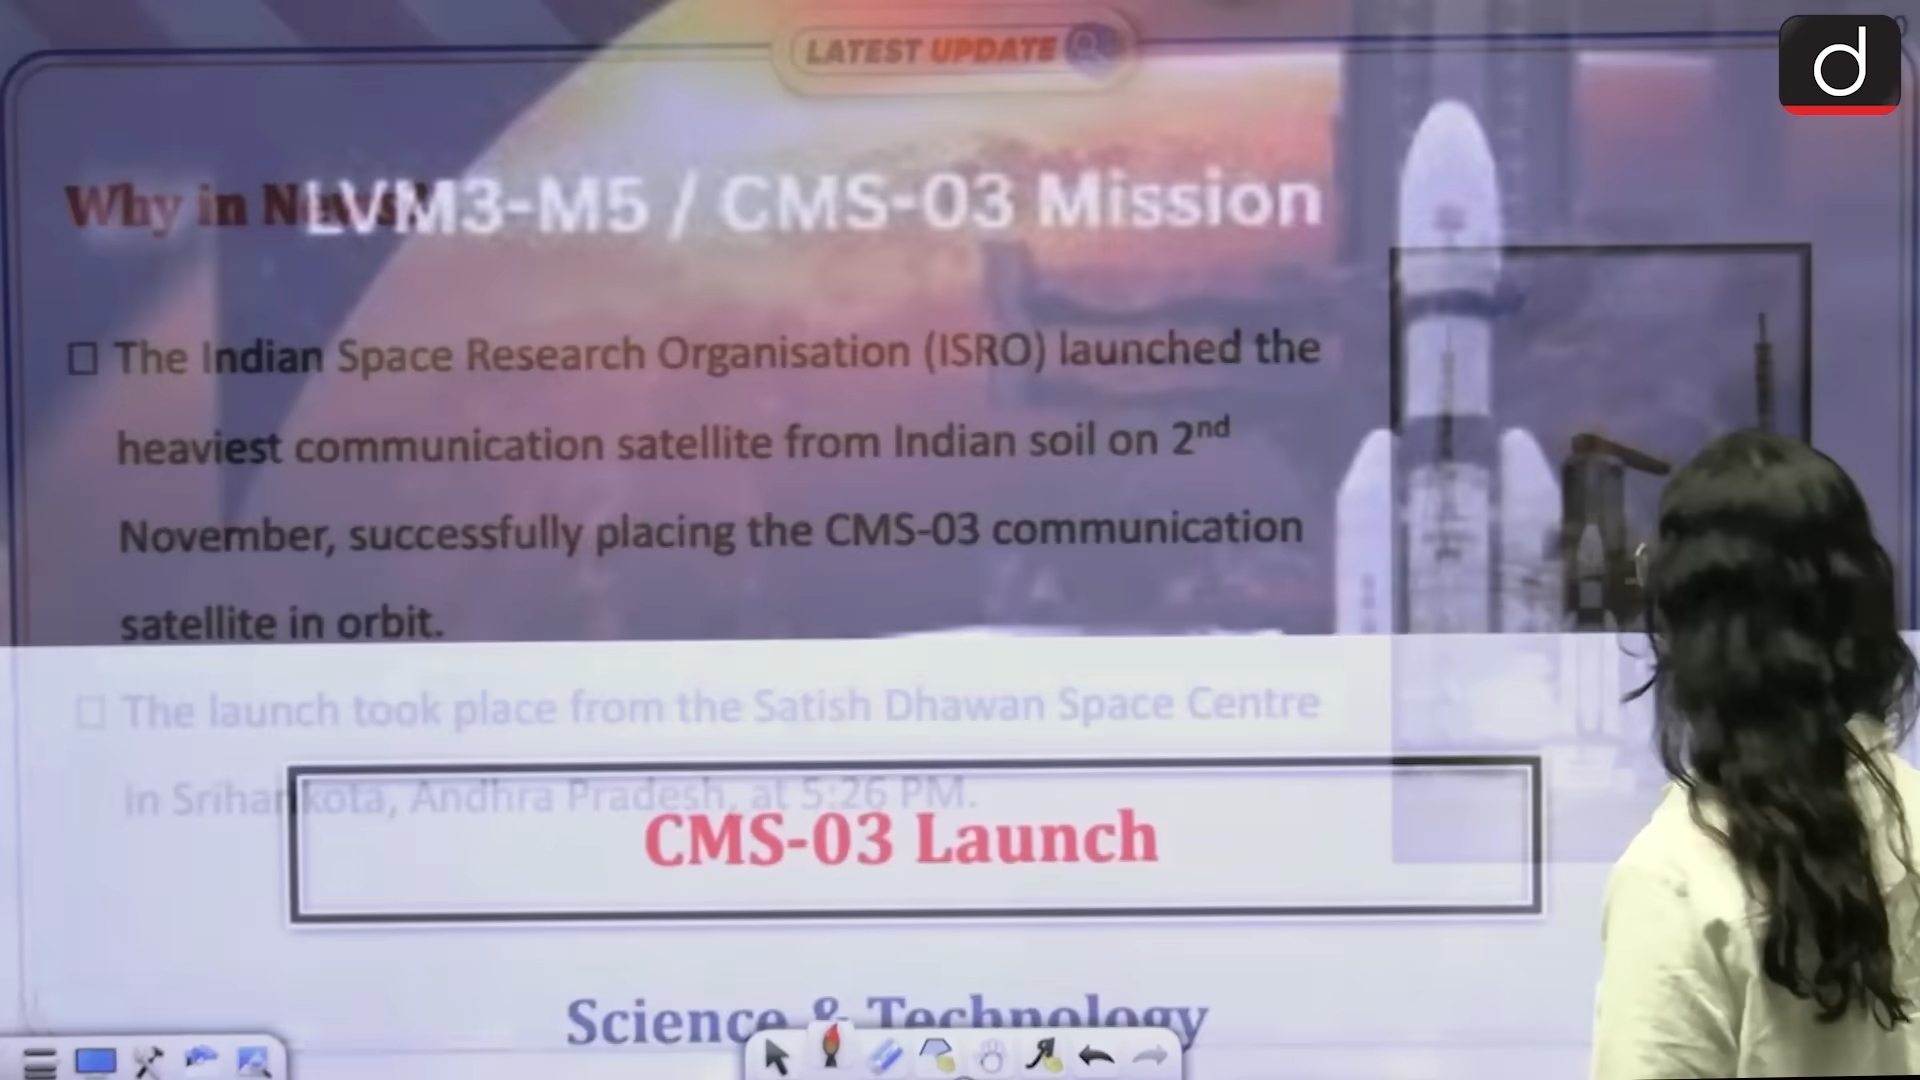 LATEST UPDATE
d
Why in News?
LVM3-M5 / CMS-03 Mission
The Indian Space Research Organisation (ISRO) launched the
heaviest communication satellite from Indian soil on 2nd
November, successfully placing the CMS-03 communication
satellite in orbit.
The launch took place from the Satish Dhawan Space Centre
in Sriharikota, Andhra Pradesh, at 5:26 PM.
CMS-03 Launch
Science & Technology